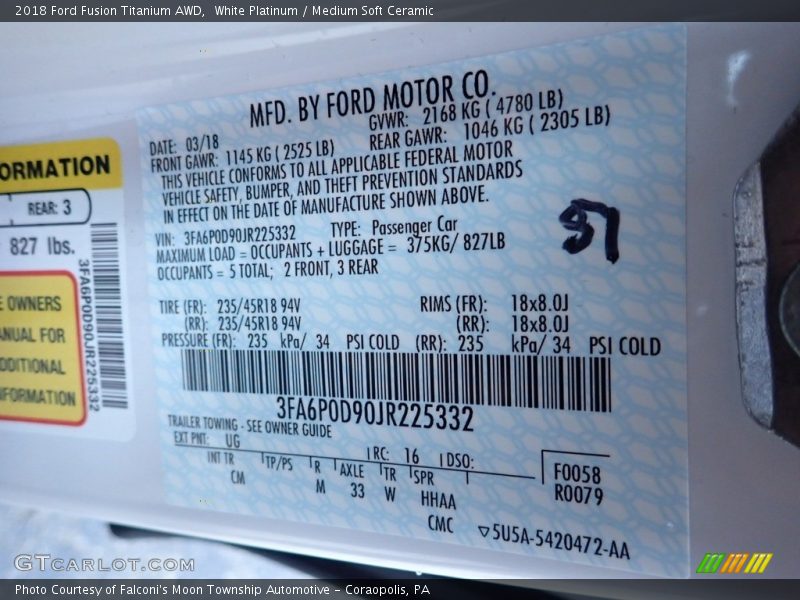 2018 Ford Fusion Titanium AWD, White Platinum / Medium Soft Ceramic
MFD. BY FORD MOTOR CO.
DATE: 03/18 GVWR: 2168 KG ( 4780 LB)
FRONT GAWR: 1145 KG ( 2525 LB) REAR GAWR: 1046 KG ( 2305 LB)
THIS VEHICLE CONFORMS TO ALL APPLICABLE FEDERAL MOTOR
VEHICLE SAFETY, BUMPER, AND THEFT PREVENTION STANDARDS
IN EFFECT ON THE DATE OF MANUFACTURE SHOWN ABOVE.
VIN: 3FA6P0D90JR225332 TYPE: Passenger Car
MAXIMUM LOAD = OCCUPANTS + LUGGAGE = 375KG/ 827LB
OCCUPANTS = 5 TOTAL; 2 FRONT, 3 REAR
TIRE (FR): 235/45R18 94V RIMS (FR): 18x8.0J
(RR): 235/45R18 94V (RR): 18x8.0J
PRESSURE (FR): 235 kPa/ 34 PSI COLD (RR): 235 kPa/ 34 PSI COLD
3FA6P0D90JR225332
TRAILER TOWING - SEE OWNER GUIDE
EXT PNT: UG RC: 16 DSO:
INT TR TP/PS R AXLE TR SPR
CM M 33 W HHAA
CMC
F0058
R0079
5U5A-5420472-AA
ORMATION
REAR: 3
827 lbs.
E OWNERS
ANUAL FOR
DDITIONAL
NFORMATION
3FA6P0D90JR225332
GTcarlot.com
Photo Courtesy of Falconi's Moon Township Automotive - Coraopolis, PA